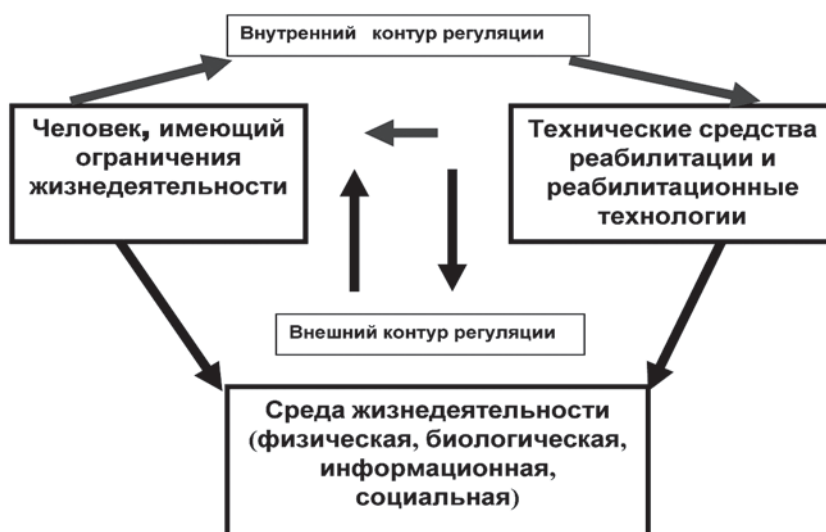 Внутренний контур регуляции
Человек, имеющий
ограничения
жизнедеятельности
Технические средства
реабилитации и
реабилитационные
технологии
Внешний контур регуляции
Среда жизнедеятельности
(физическая, биологическая,
информационная,
социальная)